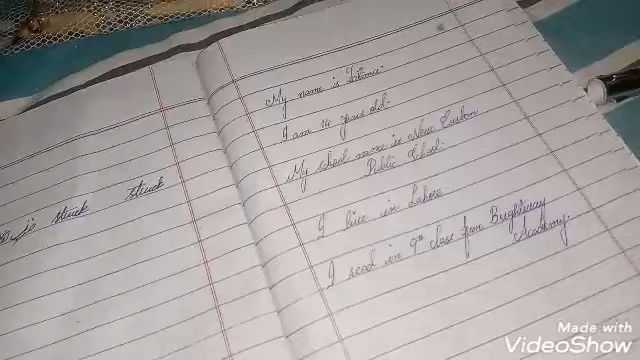 struck struck
My name is Fatima.
I am 14 years old.
My school name is New
Public School.
I live in Lahore
I read in 9th class from Brightway
Academy.
Made with
VideoShow